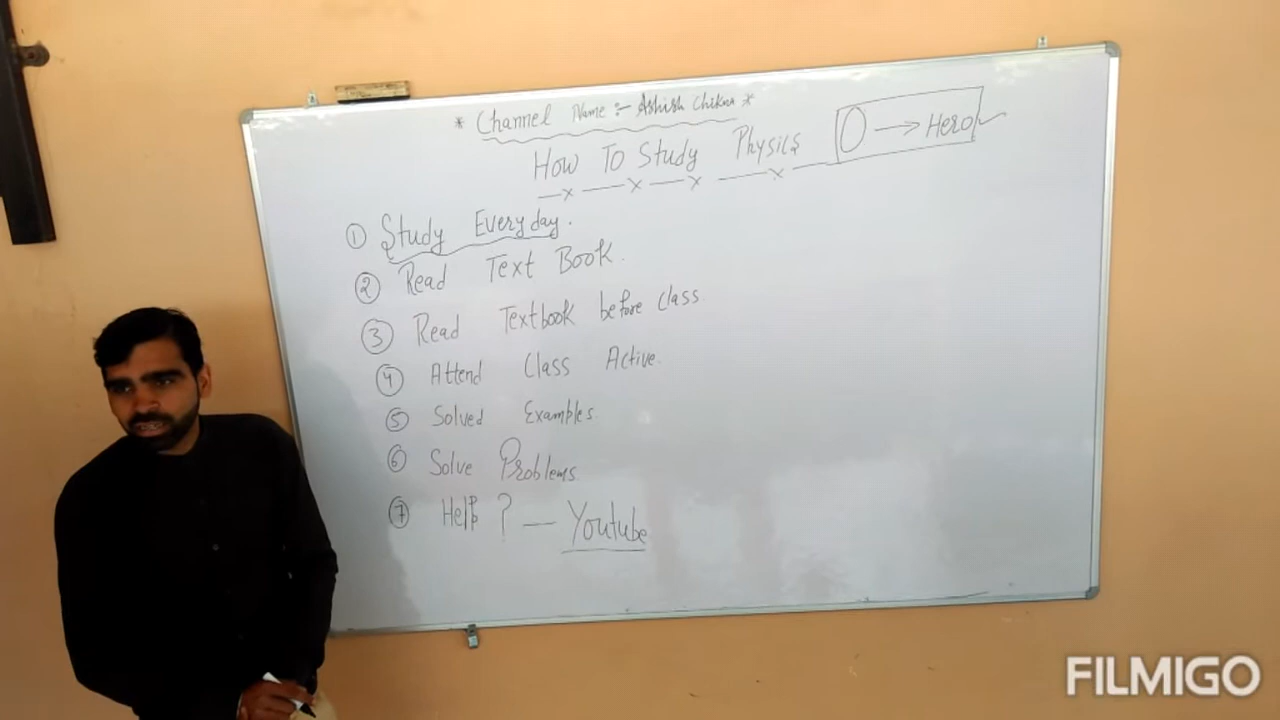 * Channel Name :- Ashish Chikna *
How To Study Physics 0 → Hero
① Study Everyday.
② Read Text Book.
③ Read Textbook before class
④ Attend Class Active.
⑤ Solved Examples.
⑥ Solve Problems.
⑦ Help ? — Youtube
FILMIGO